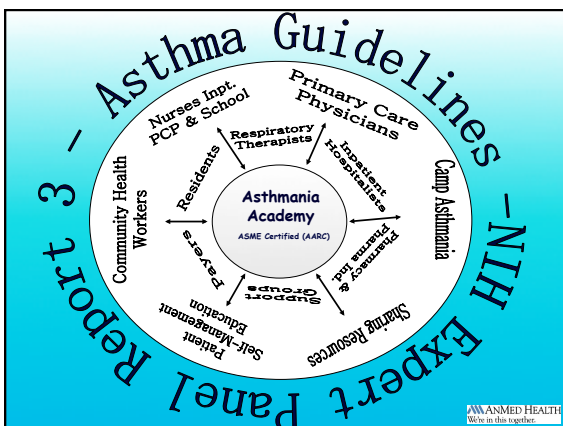 Asthma Guidelines -NIH Expert Panel Report 3 -
Nurses Inpt.
PCP & School
Primary Care
Physicians
Respiratory
Therapists
Residents
Inpatient
Hospitalists
Community Health
Workers
Camp Asthmania
Asthmania
Academy
ASME Certified (AARC)
Payers
Pharmacy &
Pharma Ind.
Support
Groups
Patient
Self-Management
Education
Sharing Resources
ANMED HEALTH
We're in this together.